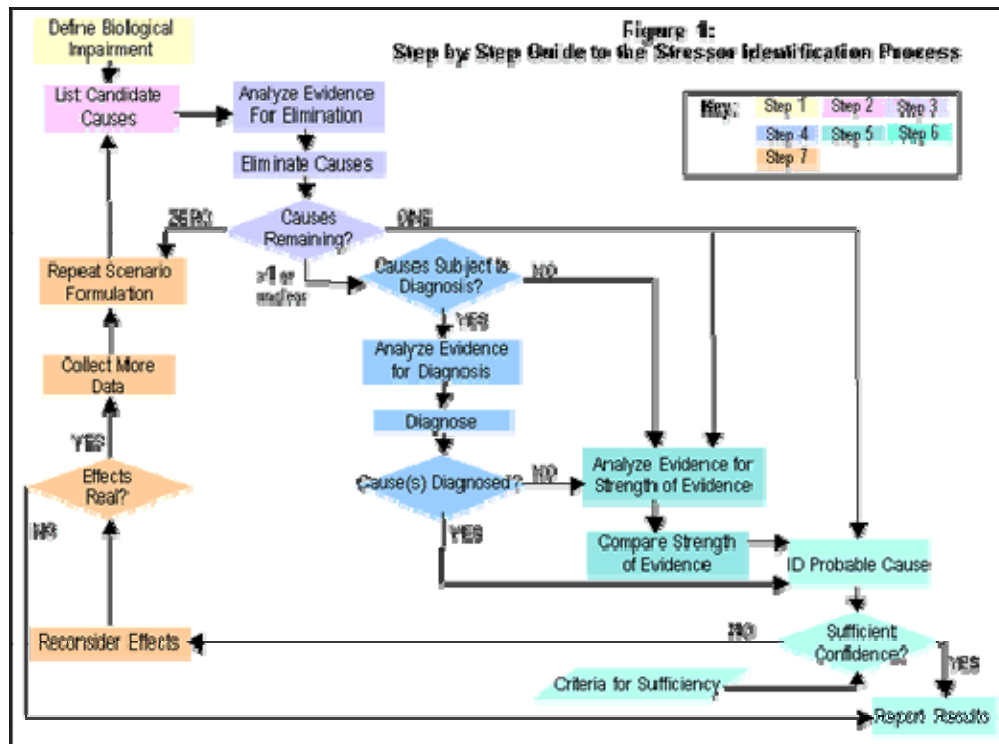 Figure 1:
Step by Step Guide to the Stressor Identification Process
Key:
Step 1
Step 2
Step 3
Step 4
Step 5
Step 6
Step 7
Define Biological
Impairment
List Candidate
Causes
Analyze Evidence
For Elimination
Eliminate Causes
Causes
Remaining?
ZERO
ONE
Repeat Scenario
Formulation
Causes Subject to
Diagnosis?
NO
YES
Analyze Evidence
for Diagnosis
Collect More
Data
Diagnose
YES
Effects
Real?
NO
Cause(s) Diagnosed?
NO
YES
Analyze Evidence for
Strength of Evidence
Compare Strength
of Evidence
ID Probable Cause
Reconsider Effects
NO
Sufficient
Confidence?
YES
Criteria for Sufficiency
Report Results